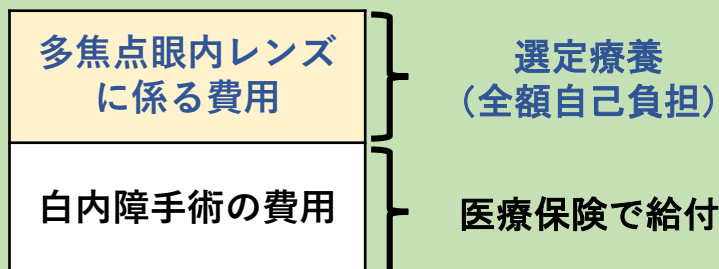 多焦点眼内レンズ
に係る費用
選定療養
（全額自己負担）
白内障手術の費用
医療保険で給付